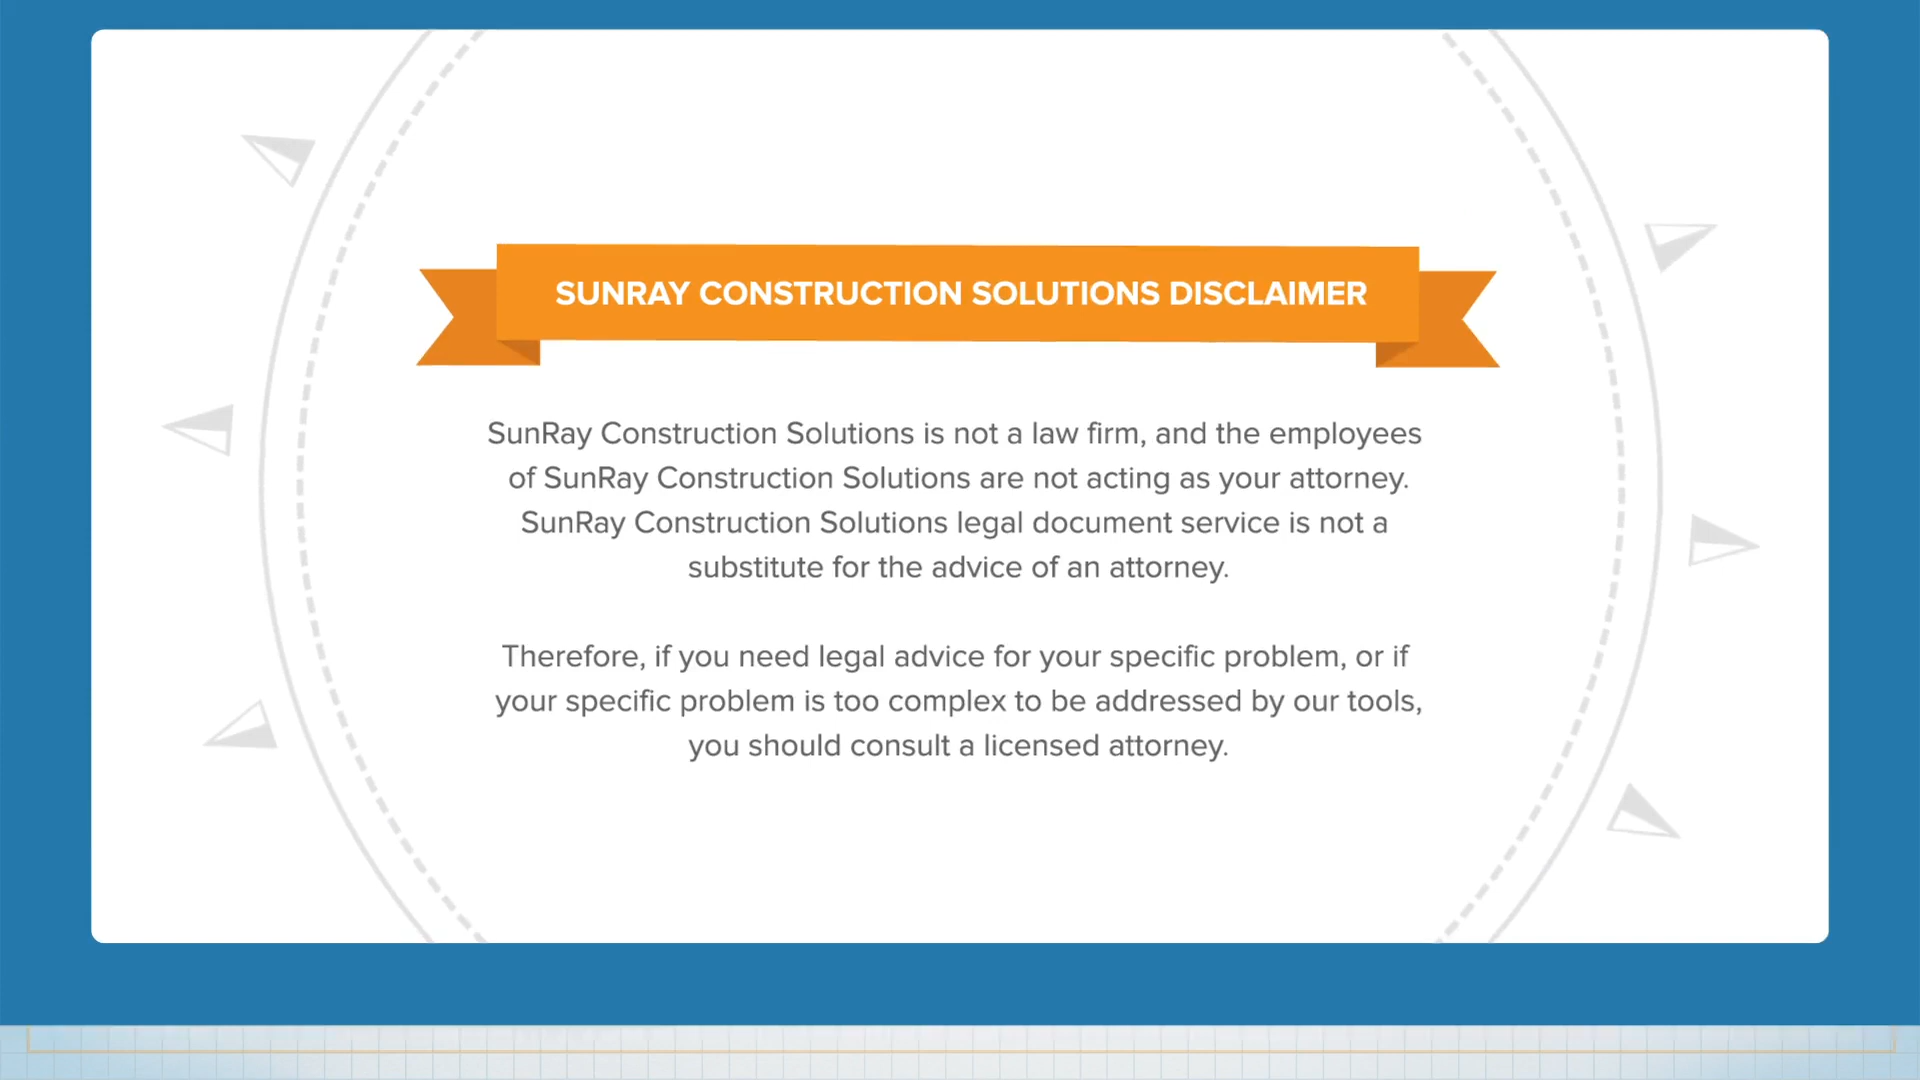 SUNRAY CONSTRUCTION SOLUTIONS DISCLAIMER
SunRay Construction Solutions is not a law firm, and the employees
of SunRay Construction Solutions are not acting as your attorney.
SunRay Construction Solutions legal document service is not a
substitute for the advice of an attorney.
Therefore, if you need legal advice for your specific problem, or if
your specific problem is too complex to be addressed by our tools,
you should consult a licensed attorney.